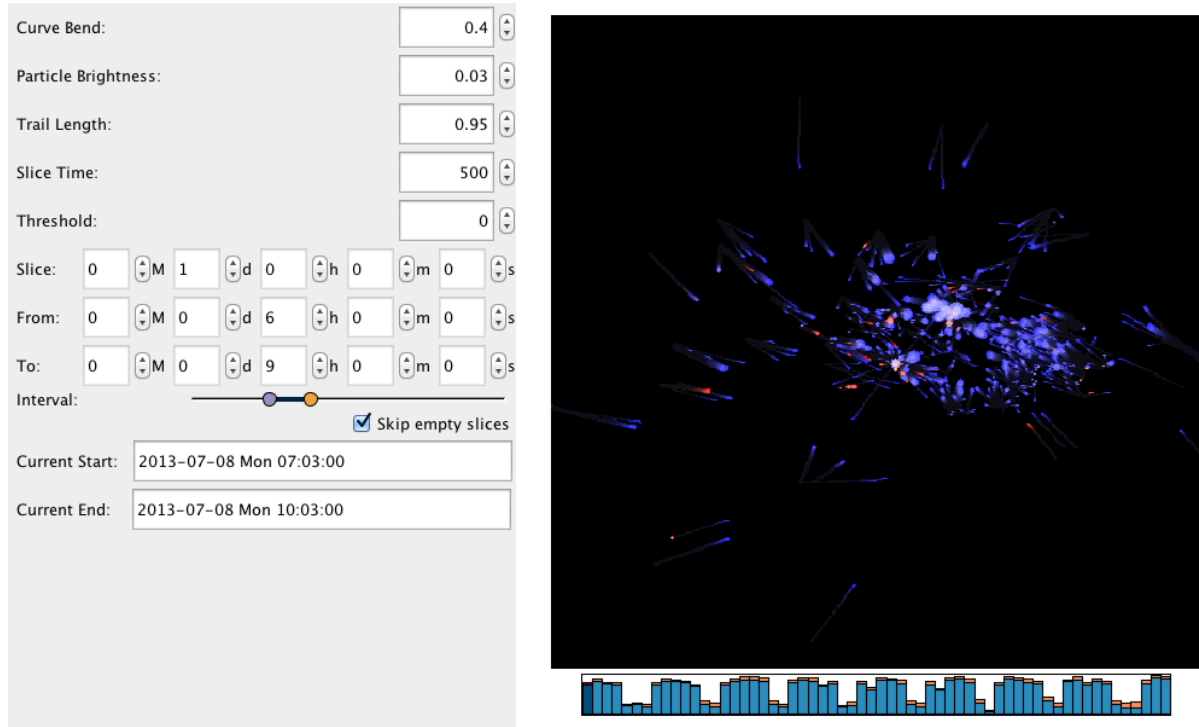 Curve Bend: 0.4
Particle Brightness: 0.03
Trail Length: 0.95
Slice Time: 500
Threshold: 0
Slice: 0 M 1 d 0 h 0 m 0 s
From: 0 M 0 d 6 h 0 m 0 s
To: 0 M 0 d 9 h 0 m 0 s
Interval:
Skip empty slices
Current Start: 2013-07-08 Mon 07:03:00
Current End: 2013-07-08 Mon 10:03:00